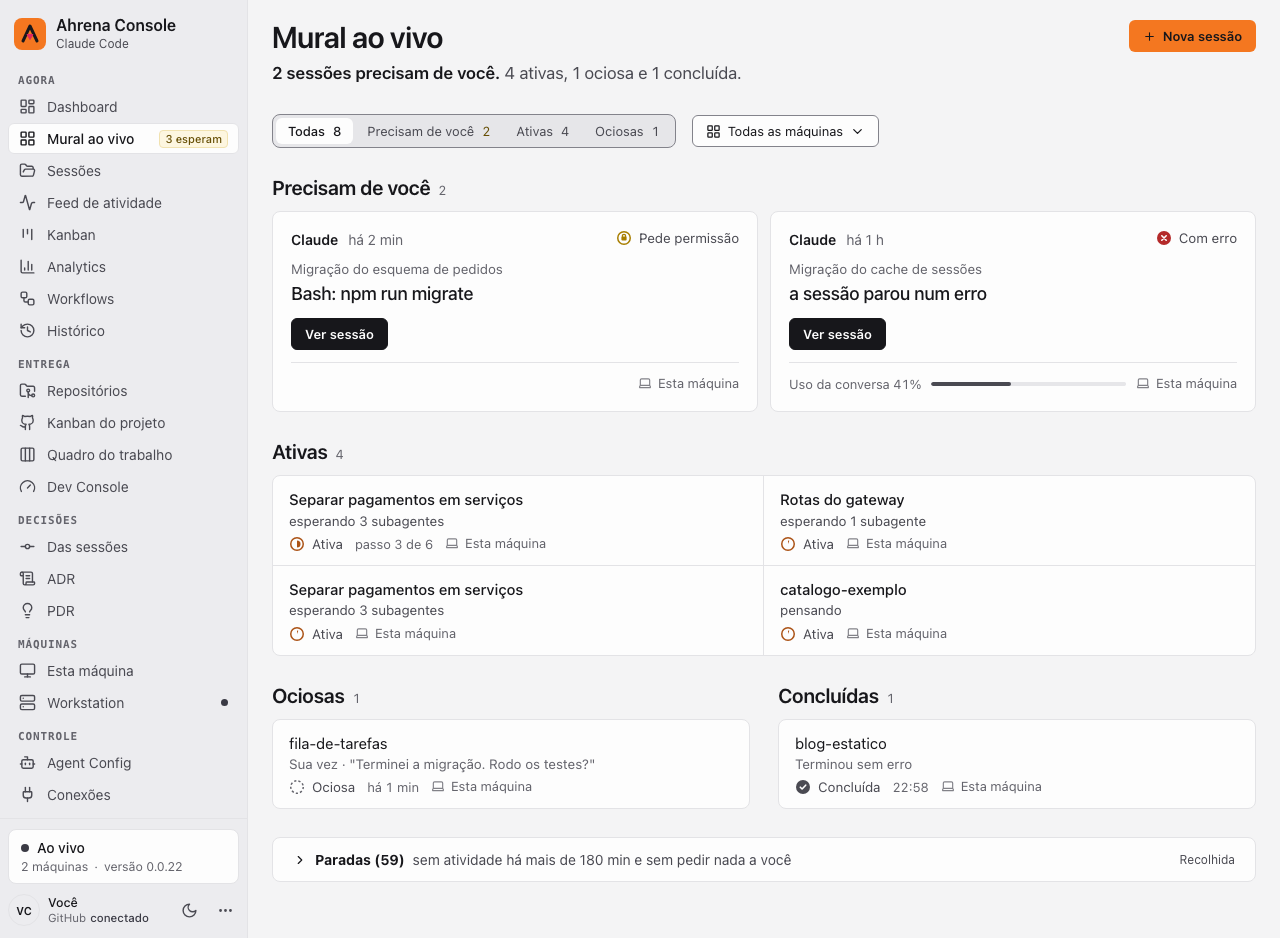 Ahrena Console
Claude Code
AGORA
Dashboard
Mural ao vivo 3 esperam
Sessões
Feed de atividade
Kanban
Analytics
Workflows
Histórico
ENTREGA
Repositórios
Kanban do projeto
Quadro do trabalho
Dev Console
DECISÕES
Das sessões
ADR
PDR
MÁQUINAS
Esta máquina
Workstation
CONTROLE
Agent Config
Conexões
Ao vivo
2 máquinas · versão 0.0.22
VC
Você
GitHub conectado
Mural ao vivo
+ Nova sessão
2 sessões precisam de você. 4 ativas, 1 ociosa e 1 concluída.
Todas 8 Precisam de você 2 Ativas 4 Ociosas 1
Todas as máquinas
Precisam de você 2
Claude há 2 min Pede permissão
Migração do esquema de pedidos
Bash: npm run migrate
Ver sessão
Esta máquina
Claude há 1 h Com erro
Migração do cache de sessões
a sessão parou num erro
Ver sessão
Uso da conversa 41% Esta máquina
Ativas 4
Separar pagamentos em serviços
esperando 3 subagentes
Ativa passo 3 de 6 Esta máquina
Rotas do gateway
esperando 1 subagente
Ativa Esta máquina
Separar pagamentos em serviços
esperando 3 subagentes
Ativa Esta máquina
catalogo-exemplo
pensando
Ativa Esta máquina
Ociosas 1
fila-de-tarefas
Sua vez · "Terminei a migração. Rodo os testes?"
Ociosa há 1 min Esta máquina
Concluídas 1
blog-estatico
Terminou sem erro
Concluída 22:58 Esta máquina
Paradas (59) sem atividade há mais de 180 min e sem pedir nada a você Recolhida